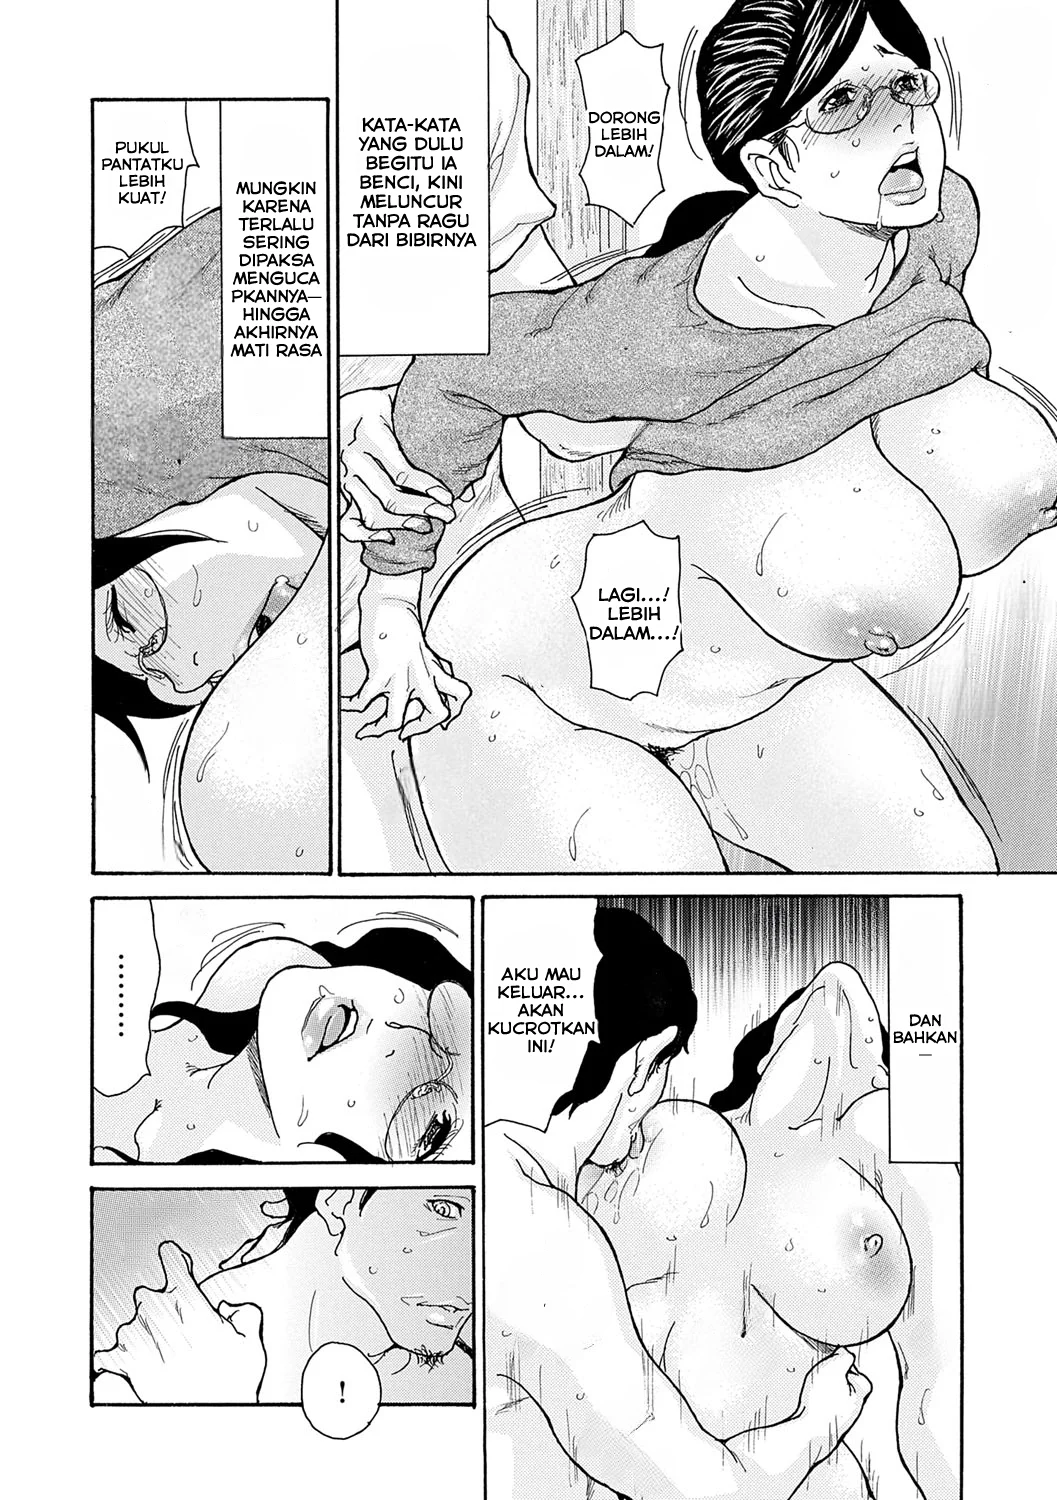 DORONG
LEBIH
DALAM!
KATA-KATA
YANG DULU
BEGITU IA
BENCI, KINI
MELUNCUR
TANPA RAGU
DARI BIBIRNYA
LAGI...!
LEBIH
DALAM...!
MUNGKIN
KARENA
TERLALU
SERING
DIPAKSA
MENGUCA
PKANNYA—
HINGGA
AKHIRNYA
MATI RASA
PUKUL
PANTATKU
LEBIH
KUAT!
DAN
BAHKAN
—
AKU MAU
KELUAR...
AKAN
KUCROTKAN
INI!
........
!